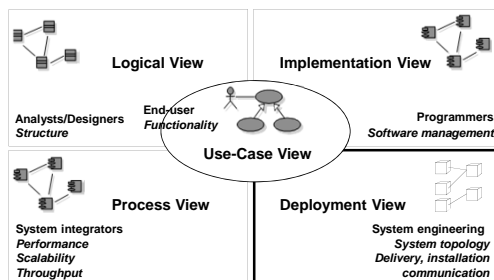 Logical View
Implementation View
Analysts/Designers
Structure
End-user
Functionality
Programmers
Software management
Use-Case View
Process View
Deployment View
System integrators
Performance
Scalability
Throughput
System engineering
System topology
Delivery, installation
communication